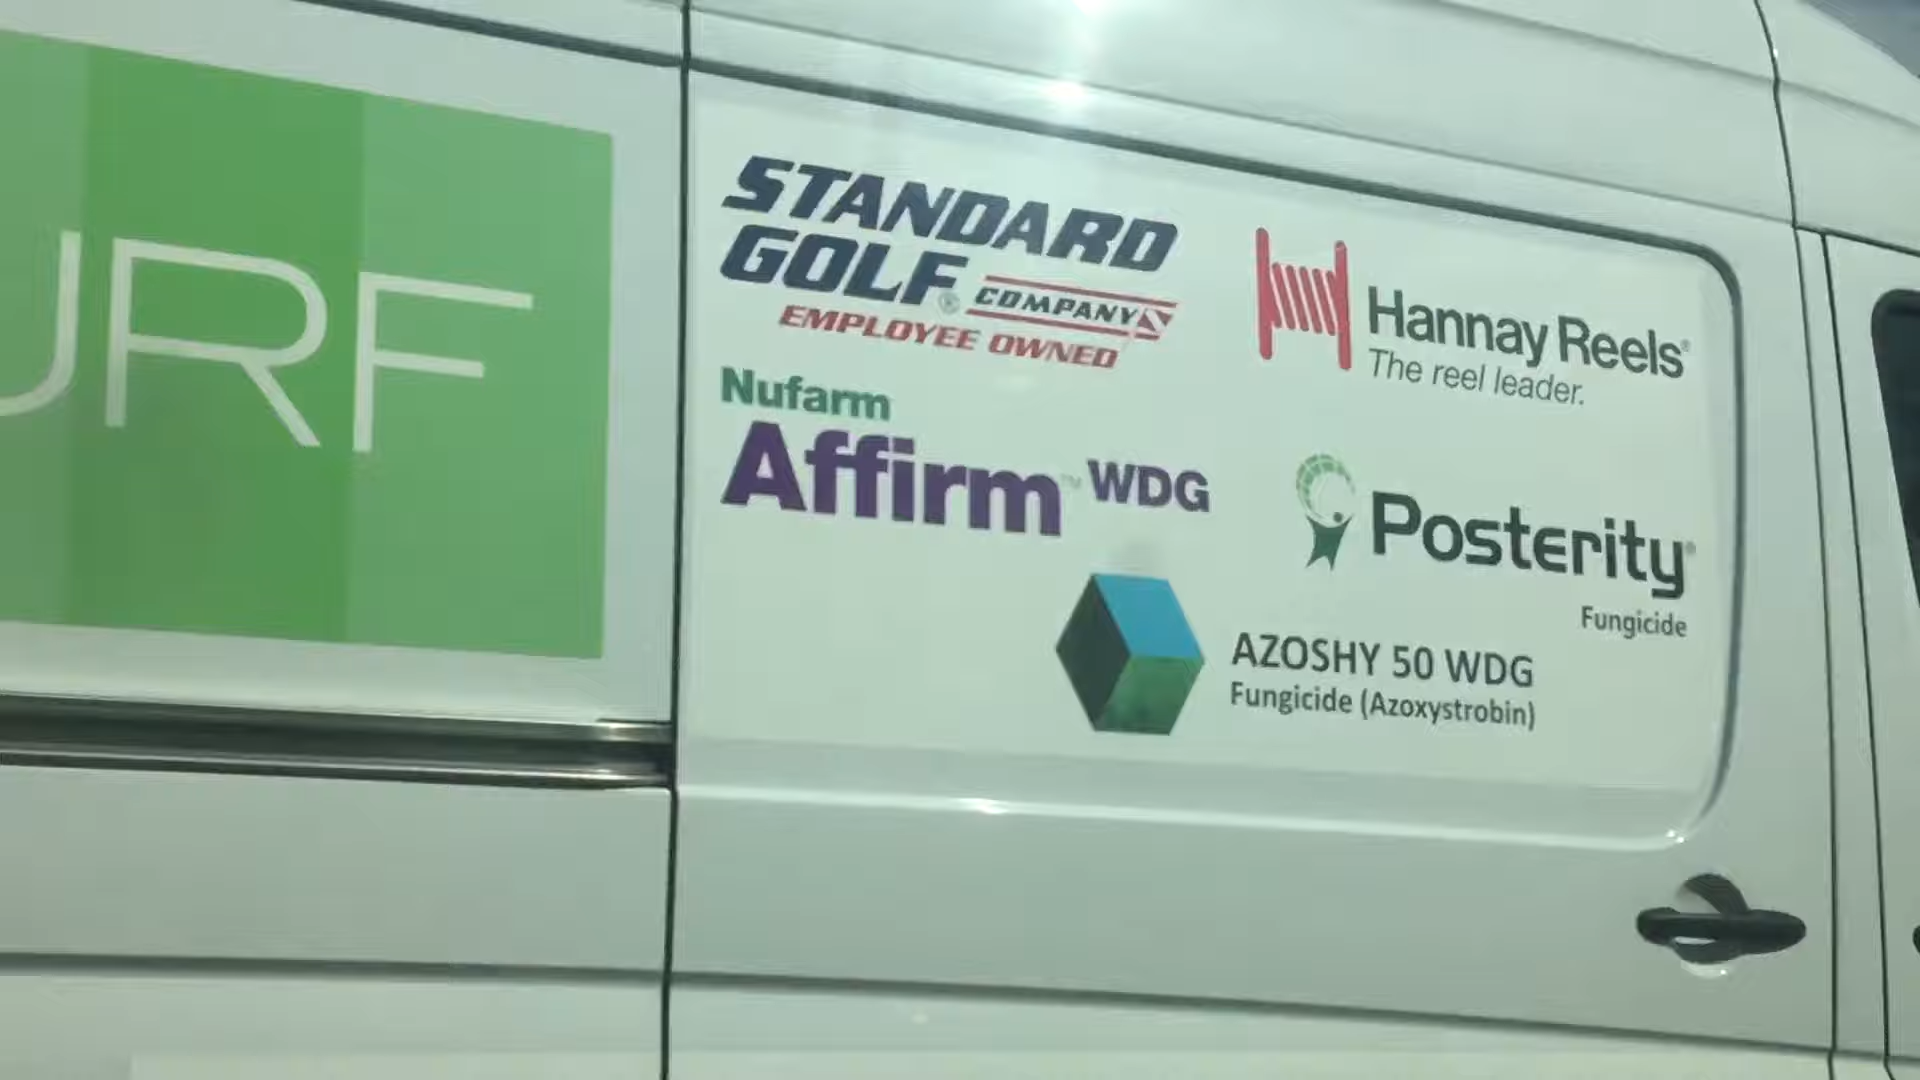 URF
STANDARD
GOLF® COMPANY
EMPLOYEE OWNED
Hannay Reels®
The reel leader.
Nufarm
Affirm™ WDG
Posterity®
Fungicide
AZOSHY 50 WDG
Fungicide (Azoxystrobin)